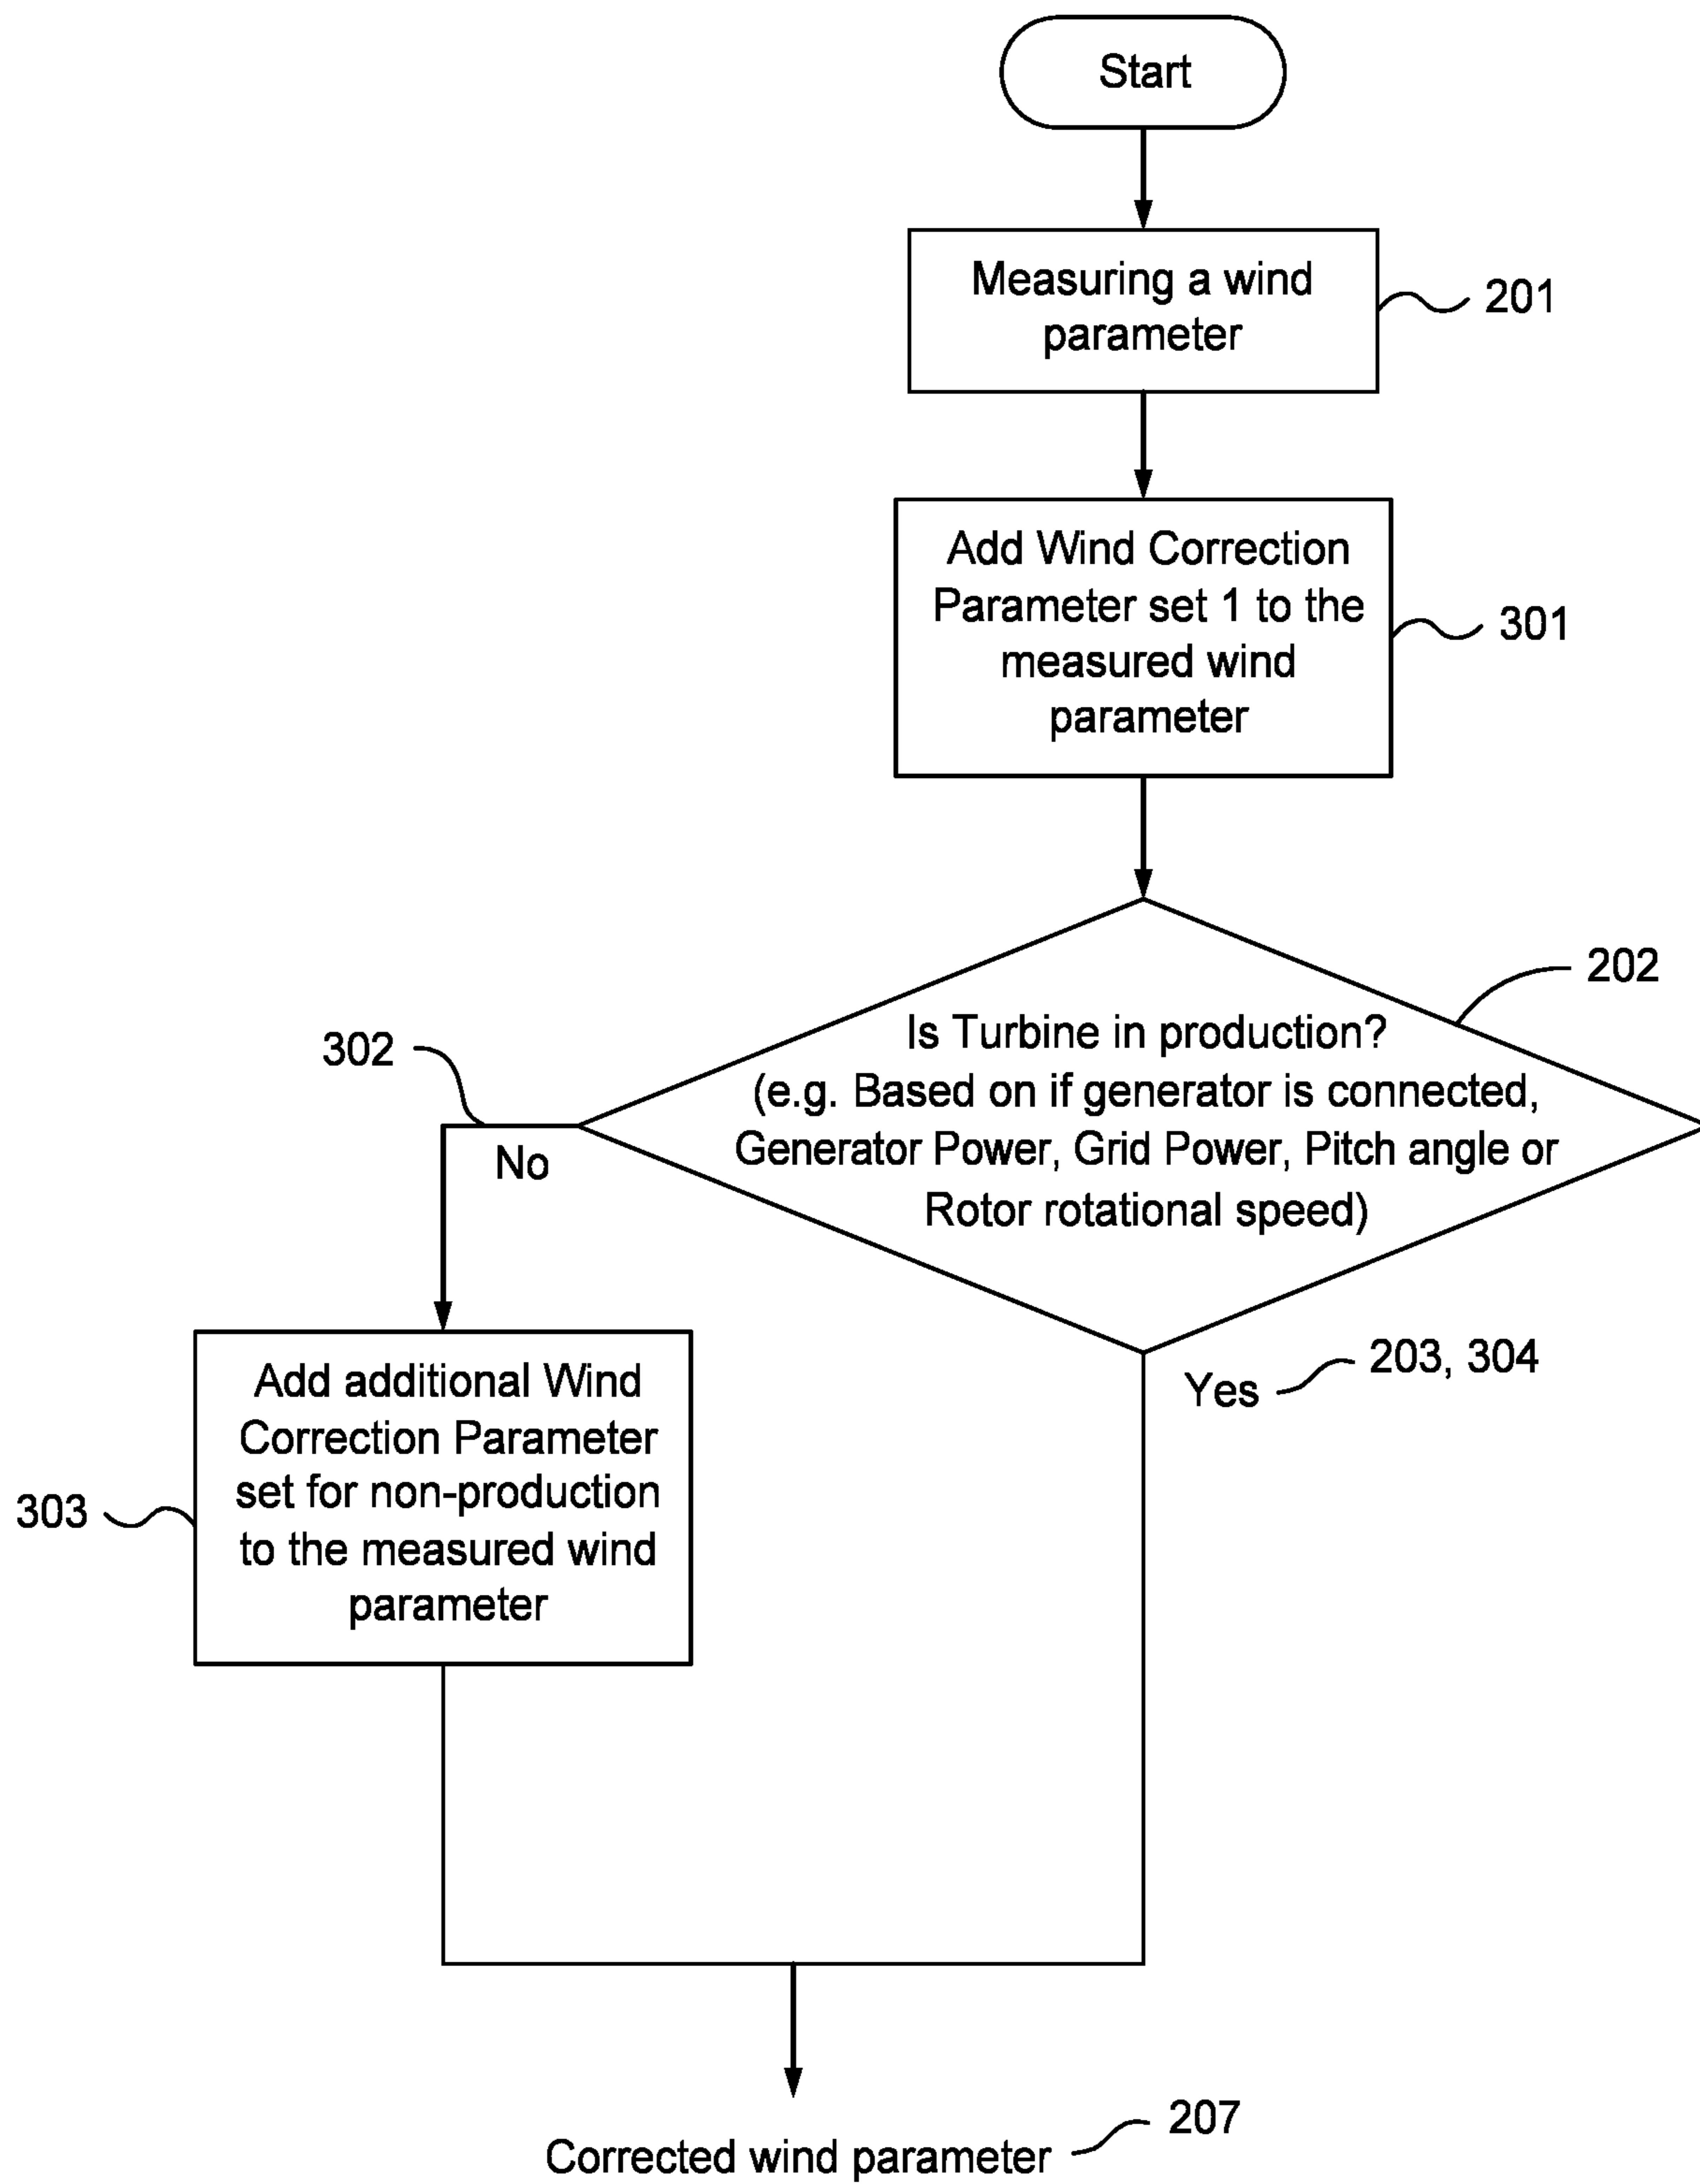 Start
Measuring a wind
parameter
201
Add Wind Correction
Parameter set 1 to the
measured wind
parameter
301
202
Is Turbine in production?
(e.g. Based on if generator is connected,
Generator Power, Grid Power, Pitch angle or
Rotor rotational speed)
302
No
Yes
203, 304
Add additional Wind
Correction Parameter
set for non-production
to the measured wind
parameter
303
Corrected wind parameter
207